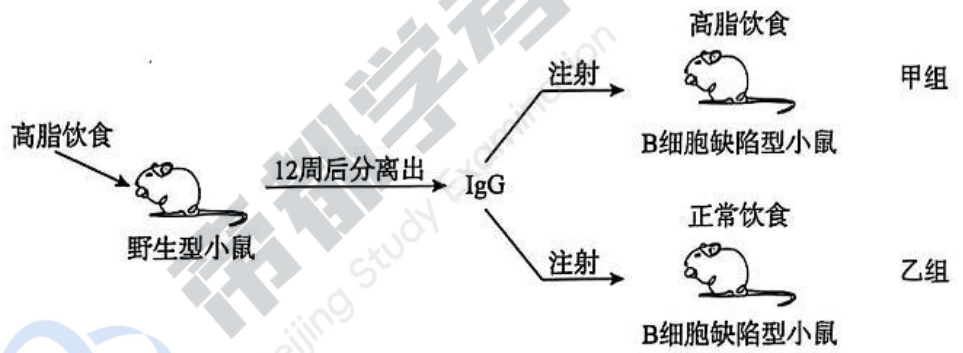 高脂饮食
野生型小鼠
12周后分离出
IgG
注射
高脂饮食
B细胞缺陷型小鼠
甲组
注射
正常饮食
B细胞缺陷型小鼠
乙组